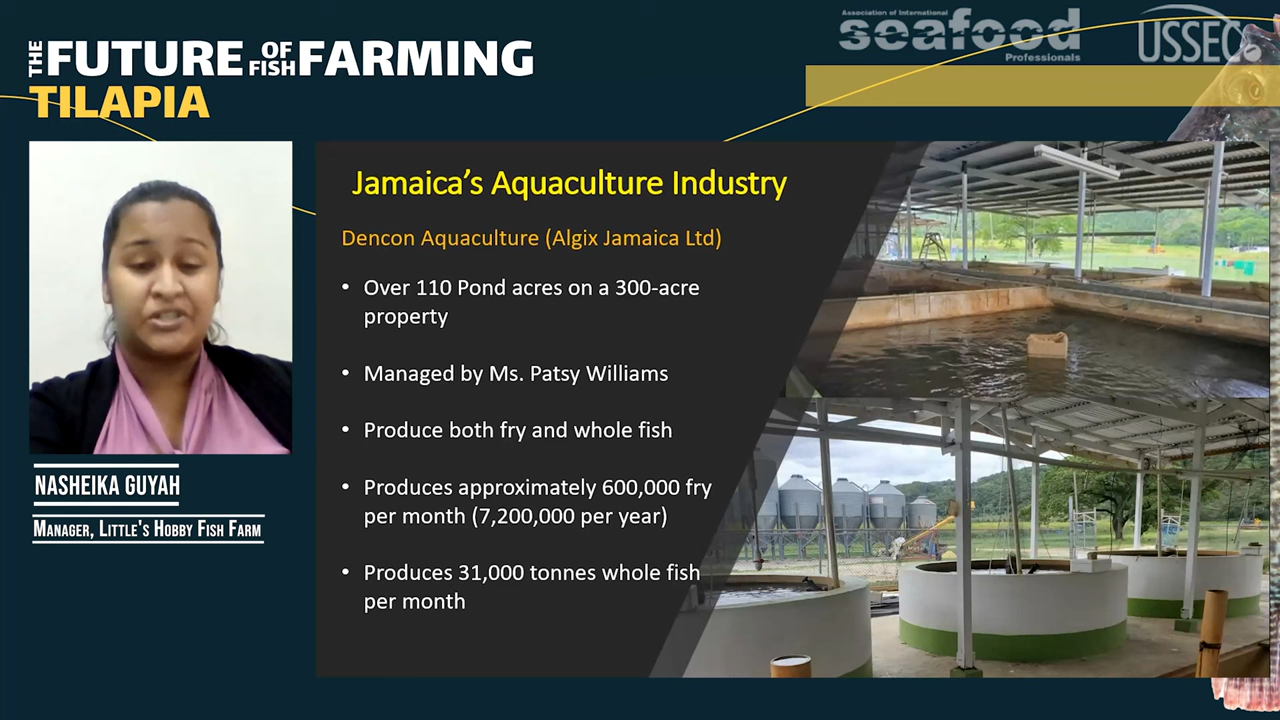 THE FUTURE OF FISH FARMING
TILAPIA
Association of International
seafood
Professionals
USSEC
Jamaica's Aquaculture Industry
Dencon Aquaculture (Algix Jamaica Ltd)
• Over 110 Pond acres on a 300-acre
property
• Managed by Ms. Patsy Williams
• Produce both fry and whole fish
• Produces approximately 600,000 fry
per month (7,200,000 per year)
• Produces 31,000 tonnes whole fish
per month
NASHEIKA GUYAH
MANAGER, LITTLE'S HOBBY FISH FARM